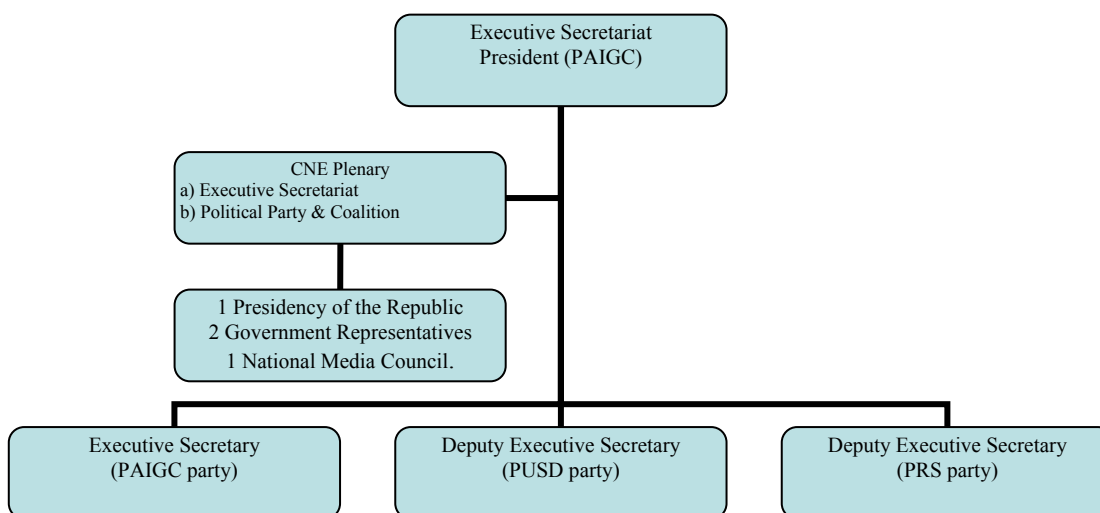 Executive Secretariat
President (PAIGC)
CNE Plenary
a) Executive Secretariat
b) Political Party & Coalition
1 Presidency of the Republic
2 Government Representatives
1 National Media Council.
Executive Secretary
(PAIGC party)
Deputy Executive Secretary
(PUSD party)
Deputy Executive Secretary
(PRS party)